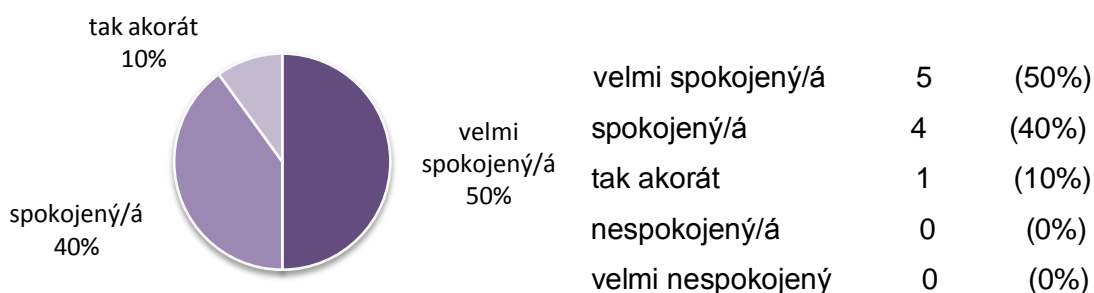 tak akorát
10%
velmi
spokojený/á
50%
spokojený/á
40%
velmi spokojený/á 5 (50%)
spokojený/á 4 (40%)
tak akorát 1 (10%)
nespokojený/á 0 (0%)
velmi nespokojený 0 (0%)